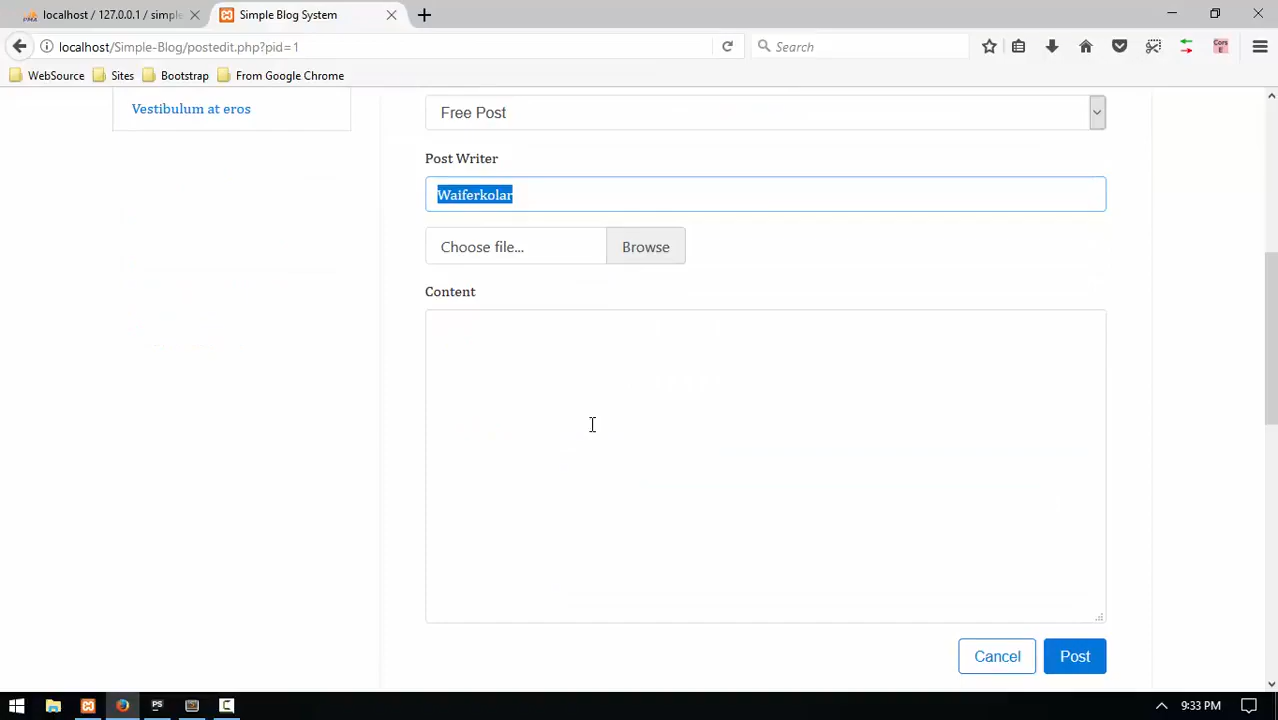 localhost / 127.0.0.1 / simple
Simple Blog System
localhost/Simple-Blog/postedit.php?pid=1
Search
WebSource
Sites
Bootstrap
From Google Chrome
Vestibulum at eros
Free Post
Post Writer
Waiferkolar
Choose file...
Browse
Content
Cancel
Post
9:33 PM